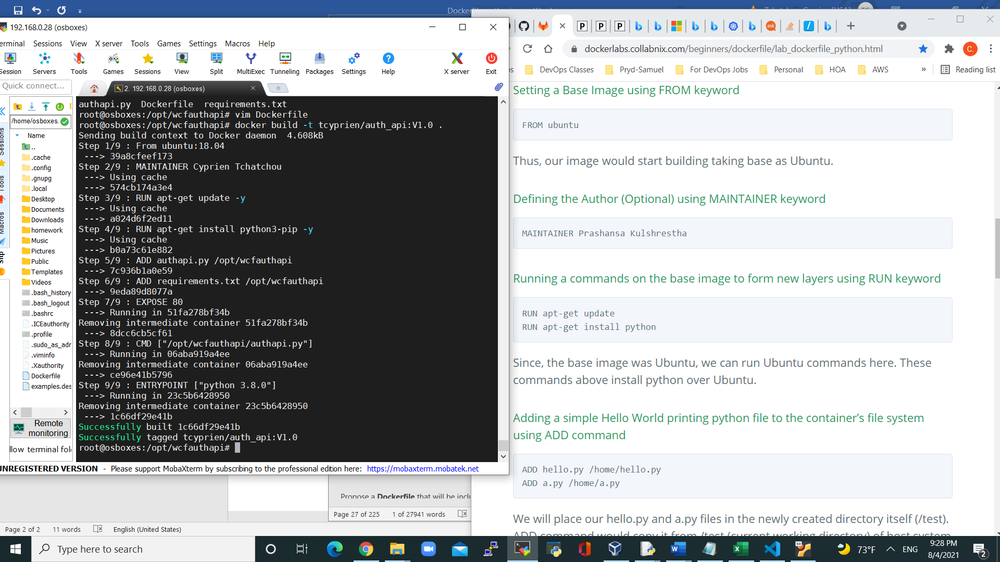 192.168.0.28 (osboxes)
erminal Sessions View X server Tools Games Settings Macros Help
Session Servers Tools Games Sessions View Split MultiExec Tunneling Packages Settings Help X server Exit
Quick connect...
2. 192.168.0.28 (osboxes)
/home/osboxes.
Name
..
.cache
.config
.gnupg
.local
Desktop
Documents
Downloads
homework
Music
Pictures
Public
Templates
Videos
.bash_history
.bash_logout
.bashrc
.ICEauthority
.profile
.sudo_as_adr
.viminfo
.Xauthority
Dockerfile
examples.des
Remote monitoring
llow terminal fol
Sessions
Tools
Macros
authapi.py  Dockerfile  requirements.txt
root@osboxes:/opt/wcfauthapi# vim Dockerfile
root@osboxes:/opt/wcfauthapi# docker build -t tcyprien/auth_api:V1.0 .
Sending build context to Docker daemon  4.608kB
Step 1/9 : From ubuntu:18.04
 ---> 39a8cfeef173
Step 2/9 : MAINTAINER Cyprien Tchatchou
 ---> Using cache
 ---> 574cb174a3e4
Step 3/9 : RUN apt-get update -y
 ---> Using cache
 ---> a024d6f2ed11
Step 4/9 : RUN apt-get install python3-pip -y
 ---> Using cache
 ---> b0a73c61e882
Step 5/9 : ADD authapi.py /opt/wcfauthapi
 ---> 7c936b1a0e59
Step 6/9 : ADD requirements.txt /opt/wcfauthapi
 ---> 9eda89d8077a
Step 7/9 : EXPOSE 80
 ---> Running in 51fa278bf34b
Removing intermediate container 51fa278bf34b
 ---> 8dcc6cb5cf61
Step 8/9 : CMD ["/opt/wcfauthapi/authapi.py"]
 ---> Running in 06aba919a4ee
Removing intermediate container 06aba919a4ee
 ---> ce96e41b5796
Step 9/9 : ENTRYPOINT ["python 3.8.0"]
 ---> Running in 23c5b6428950
Removing intermediate container 23c5b6428950
 ---> 1c66df29e41b
Successfully built 1c66df29e41b
Successfully tagged tcyprien/auth_api:V1.0
root@osboxes:/opt/wcfauthapi#
UNREGISTERED VERSION - Please support MobaXterm by subscribing to the professional edition here: https://mobaxterm.mobatek.net
Propose a Dockerfile that will be inclu
Page 27 of 225 1 of 27941 words
Page 2 of 2 11 words English (United States)
dockerlabs.collabnix.com/beginners/dockerfile/lab_dockerfile_python.html
DevOps Classes Pryd-Samuel For DevOps Jobs Personal HOA AWS » Reading list
Setting a Base Image using FROM keyword
FROM ubuntu
Thus, our image would start building taking base as Ubuntu.
Defining the Author (Optional) using MAINTAINER keyword
MAINTAINER Prashansa Kulshrestha
Running a commands on the base image to form new layers using RUN keyword
RUN apt-get update
RUN apt-get install python
Since, the base image was Ubuntu, we can run Ubuntu commands here. These
commands above install python over Ubuntu.
Adding a simple Hello World printing python file to the container’s file system
using ADD command
ADD hello.py /home/hello.py
ADD a.py /home/a.py
We will place our hello.py and a.py files in the newly created directory itself (/test).
ADD command would copy it from /test (current working directory) of host system
Type here to search
73°F ENG
9:28 PM
8/4/2021
2